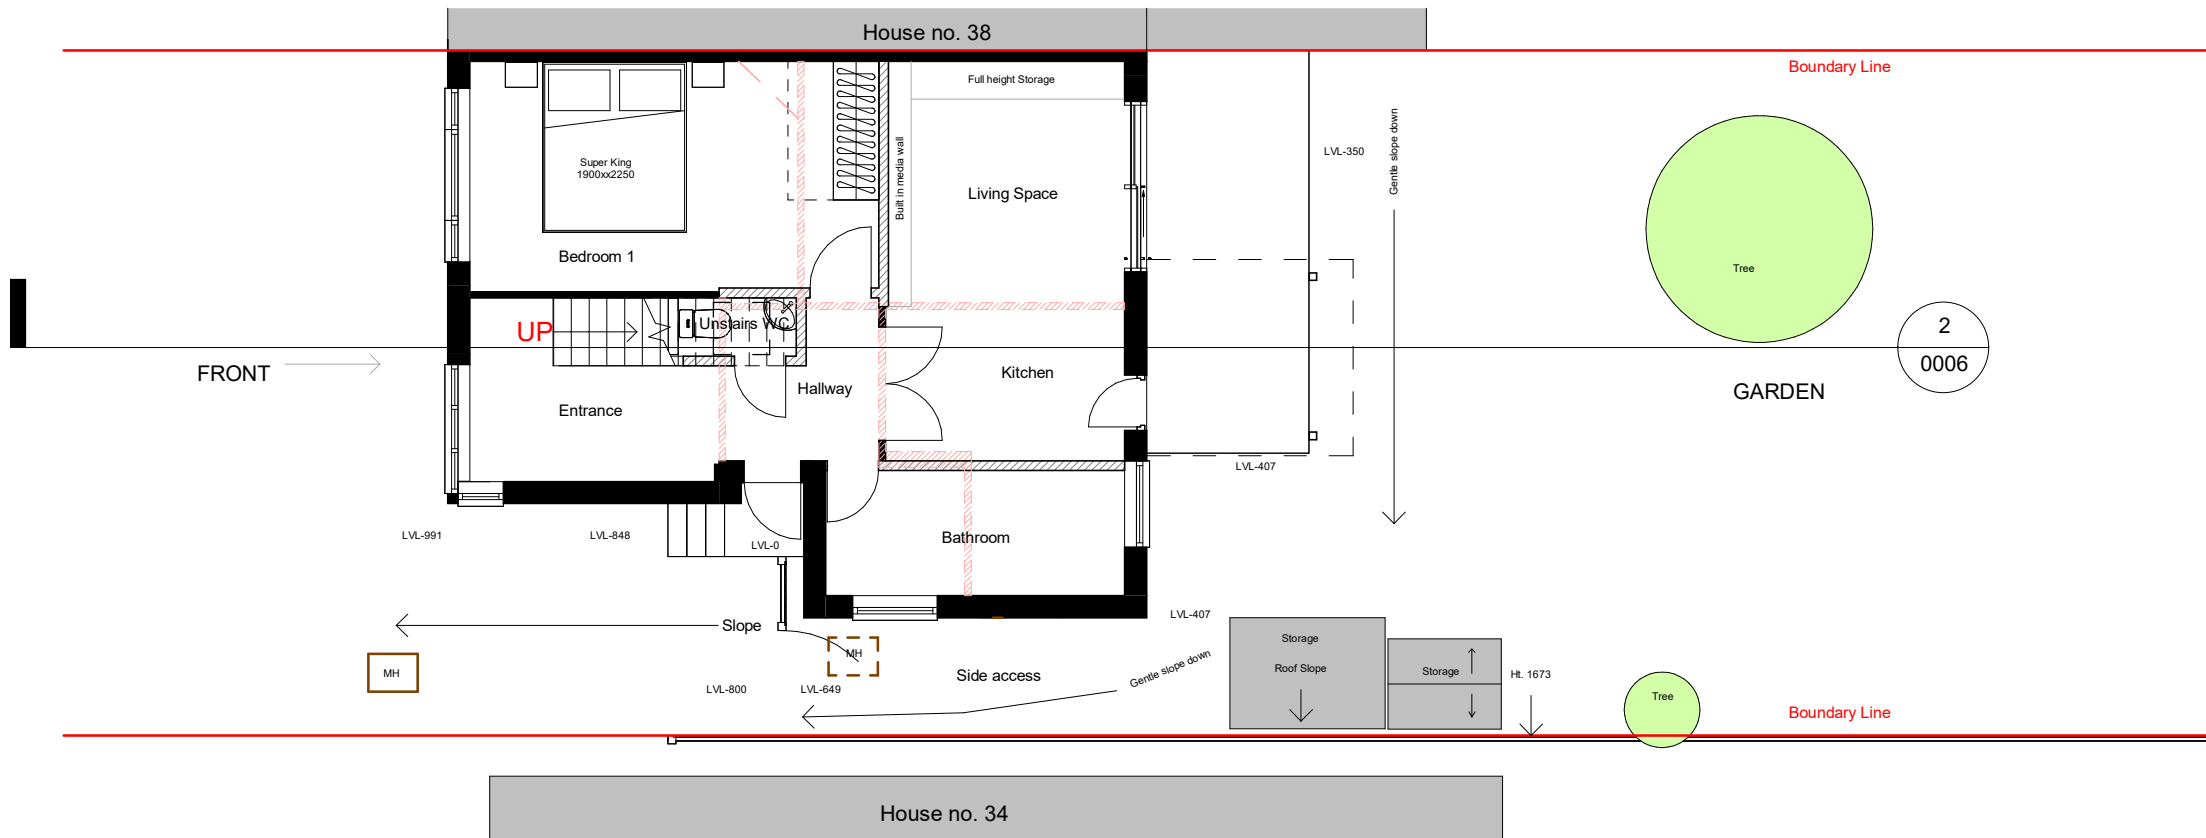 House no. 38
Boundary Line
Full height Storage
Built in media wall
Super King
1900xx2250
Living Space
LVL-350
Gentle slope down
Bedroom 1
Tree
UP
Unstairs WC
FRONT
Hallway
Kitchen
Entrance
GARDEN
2
0006
LVL-407
LVL-991
LVL-848
LVL-0
Bathroom
LVL-407
Slope
MH
MH
Side access
Gentle slope down
LVL-800
LVL-649
Storage
Roof Slope
Storage
Ht. 1673
Tree
Boundary Line
House no. 34